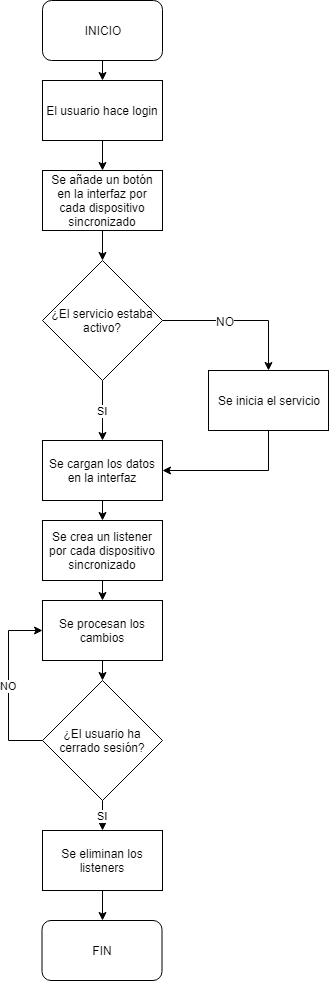 INICIO
El usuario hace login
Se añade un botón
en la interfaz por
cada dispositivo
sincronizado
¿El servicio estaba
activo?
NO
SI
Se inicia el servicio
Se cargan los datos
en la interfaz
Se crea un listener
por cada dispositivo
sincronizado
Se procesan los
cambios
NO
¿El usuario ha
cerrado sesión?
SI
Se eliminan los
listeners
FIN